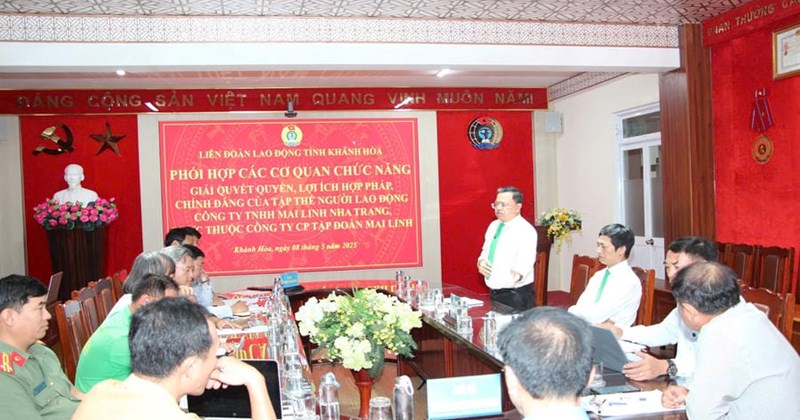 ĐẢNG CỘNG SẢN VIỆT NAM QUANG VINH MUÔN NĂM
LIÊN ĐOÀN LAO ĐỘNG TỈNH KHÁNH HÒA
PHỐI HỢP CÁC CƠ QUAN CHỨC NĂNG
GIẢI QUYẾT QUYỀN, LỢI ÍCH HỢP PHÁP,
CHÍNH ĐÁNG CỦA TẬP THỂ NGƯỜI LAO ĐỘNG
CÔNG TY TNHH MAI LINH NHA TRANG,
THUỘC CÔNG TY CP TẬP ĐOÀN MAI LINH
Khánh Hòa, ngày 08 tháng 5 năm 2025